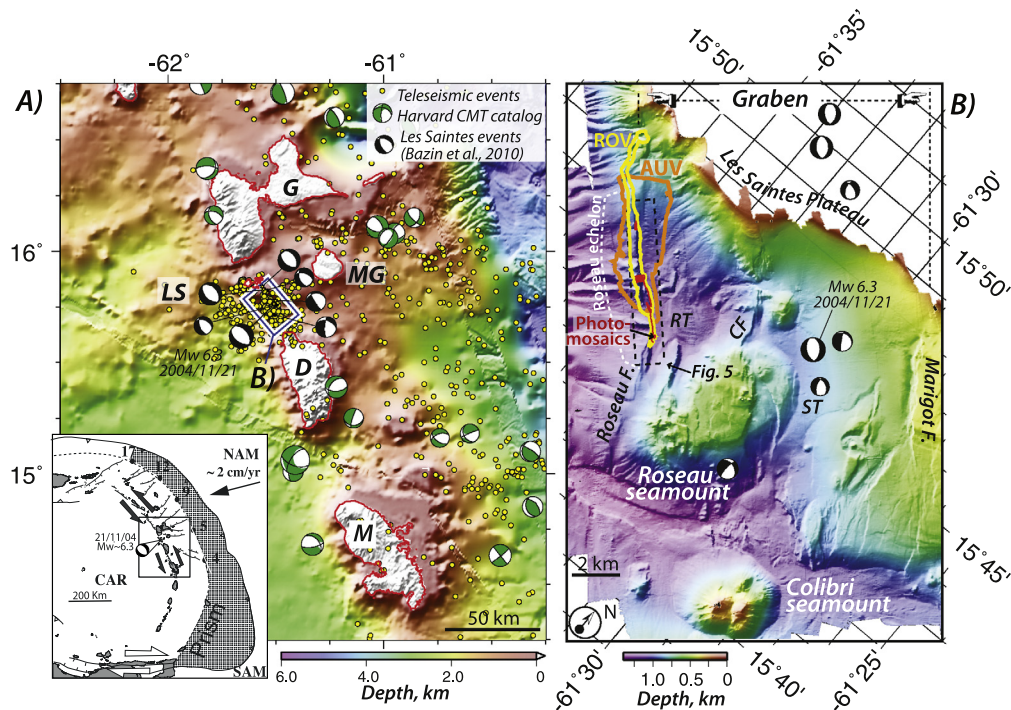 A)
-62˚
-61˚
Teleseismic events
Harvard CMT catalog
Les Saintes events
(Bazin et al., 2010)
G
16˚
MG
LS
Mw 6.3
2004/11/21
B)
D
15˚
M
50 km
6.0
4.0
2.0
0
Depth, km
NAM
~ 2 cm/yr
17
21/11/04
Mw~6.3
CAR
200 Km
Prism
SAM
B)
15˚50'
-61˚35'
Graben
ROV
AUV
Les Saintes Plateau
-61˚30'
15˚50'
Roseau echelon
Mw 6.3
2004/11/21
Photo-
mosaics
RT
CF
Fig. 5
Roseau F.
ST
Marigot F.
Roseau
seamount
15˚45'
2 km
Colibri
seamount
N
-61˚30'
1.0
0.5
0
Depth, km
15˚40'
-61˚25'